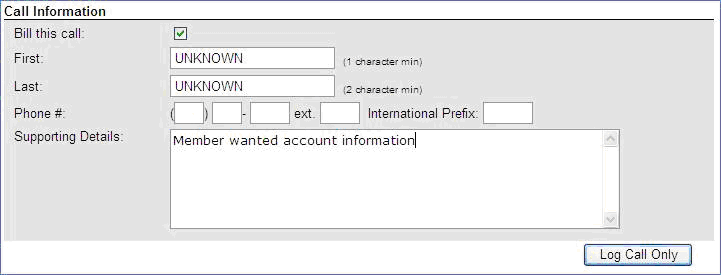 Call Information
Bill this call:
First: UNKNOWN (1 character min)
Last: UNKNOWN (2 character min)
Phone #: ( ) - ext. International Prefix:
Supporting Details: Member wanted account information
Log Call Only